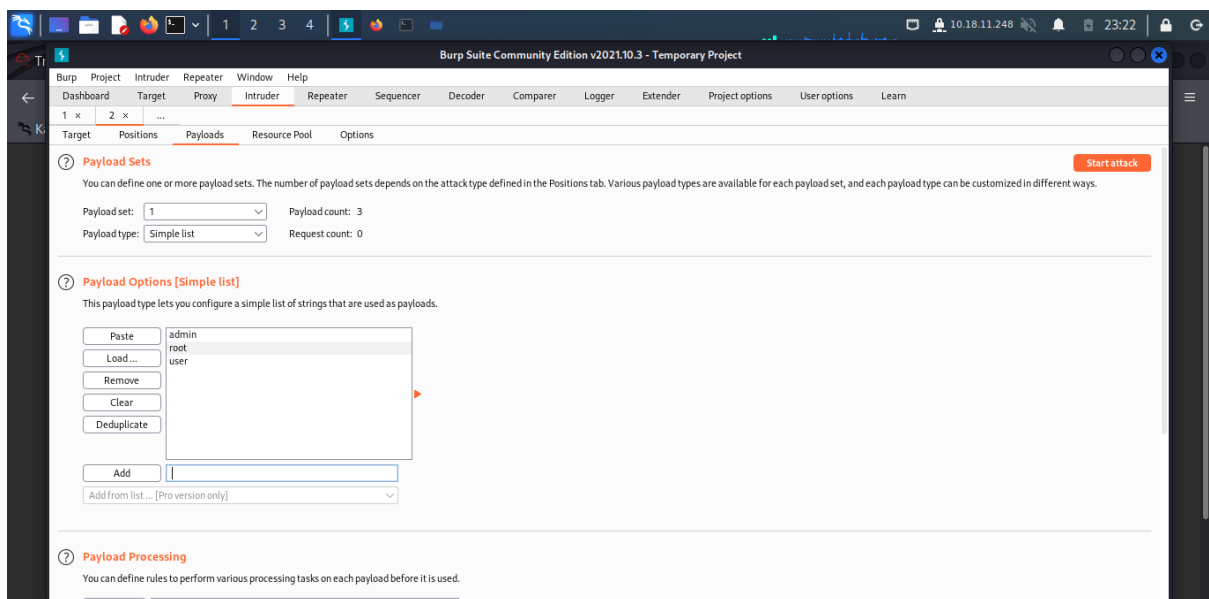 1 2 3 4 10.18.11.248 23:22
Burp Suite Community Edition v2021.10.3 - Temporary Project
Burp Project Intruder Repeater Window Help
Dashboard Target Proxy Intruder Repeater Sequencer Decoder Comparer Logger Extender Project options User options Learn
1 × 2 × ...
Target Positions Payloads Resource Pool Options
? Payload Sets Start attack
You can define one or more payload sets. The number of payload sets depends on the attack type defined in the Positions tab. Various payload types are available for each payload set, and each payload type can be customized in different ways.
Payload set: 1 Payload count: 3
Payload type: Simple list Request count: 0
? Payload Options [Simple list]
This payload type lets you configure a simple list of strings that are used as payloads.
Paste admin
root
Load ... user
Remove
Clear
Deduplicate
Add
Add from list ... [Pro version only]
? Payload Processing
You can define rules to perform various processing tasks on each payload before it is used.